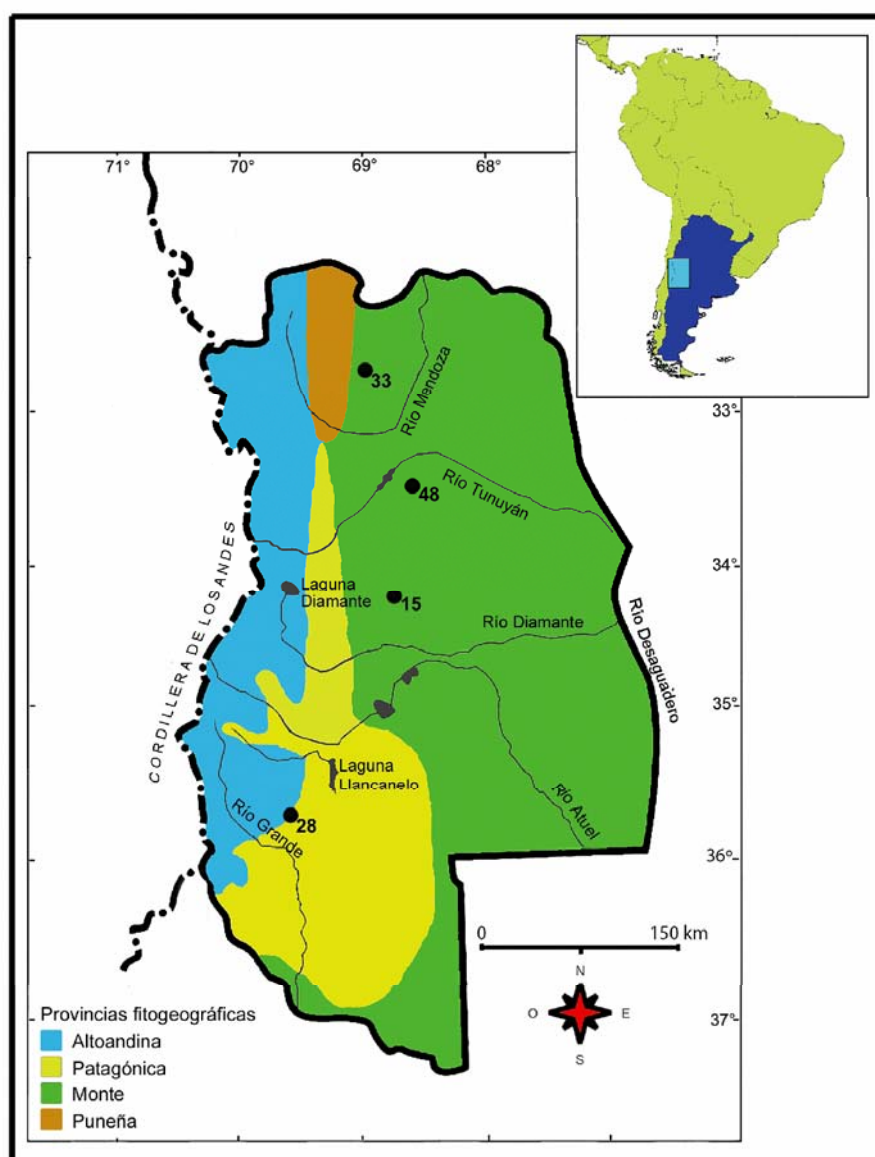 71°
70°
69°
68°
33
Río Mendoza
33°
48
Río Tunuyán
34°
Laguna
Diamante
15
Río Diamante
Río Desaguadero
CORDILLERA DE LOS ANDES
35°
Laguna
Llancanelo
Río Atuel
28
Río Grande
36°
0
150 km
N
O
E
S
37°
Provincias fitogeográficas
Altoandina
Patagónica
Monte
Puneña